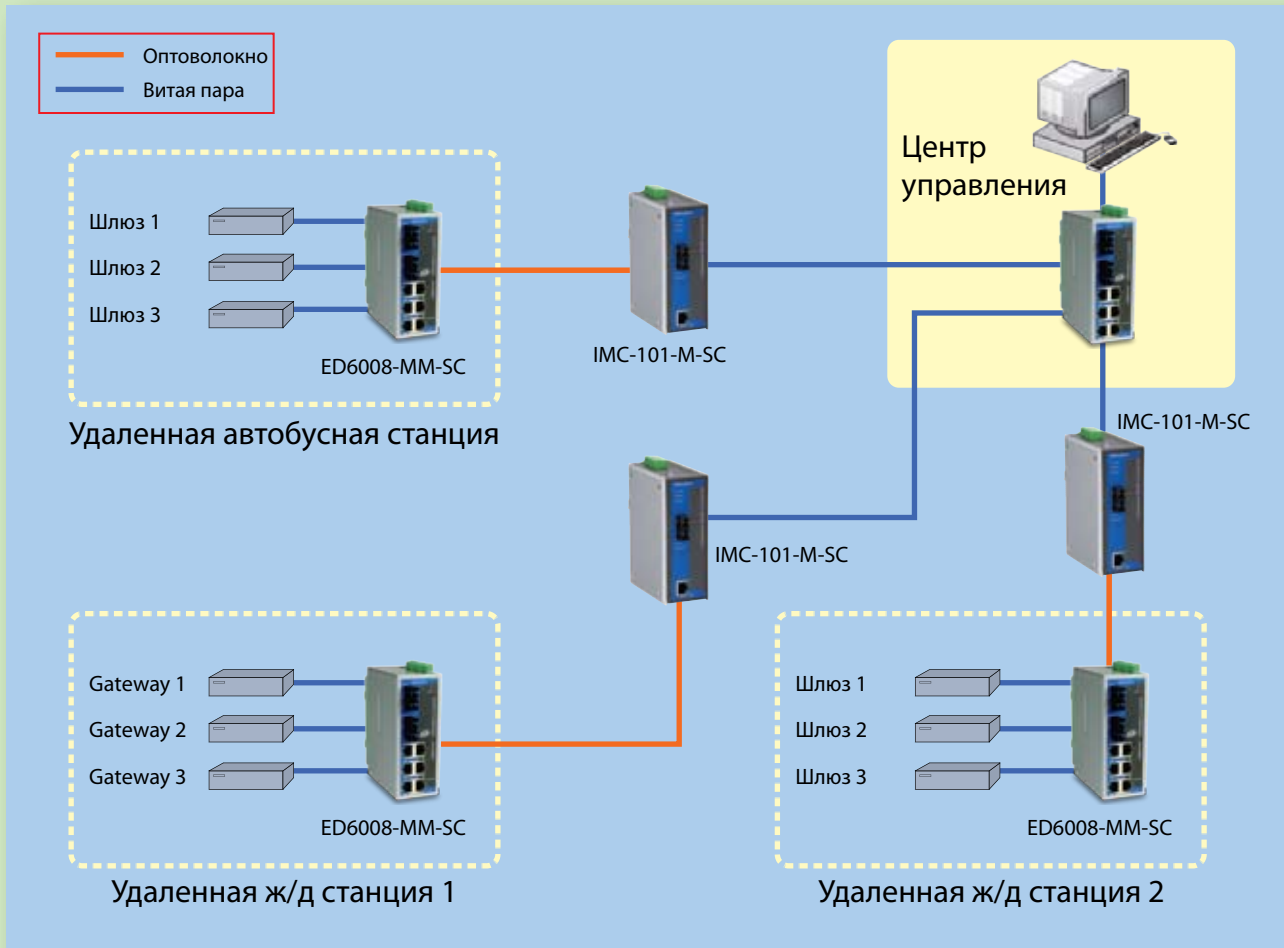 Оптоволокно
Витая пара
Центр
управления
Шлюз 1
Шлюз 2
Шлюз 3
ED6008-MM-SC
IMC-101-M-SC
Удаленная автобусная станция
IMC-101-M-SC
IMC-101-M-SC
Gateway 1
Gateway 2
Gateway 3
ED6008-MM-SC
Удаленная ж/д станция 1
Шлюз 1
Шлюз 2
Шлюз 3
ED6008-MM-SC
Удаленная ж/д станция 2